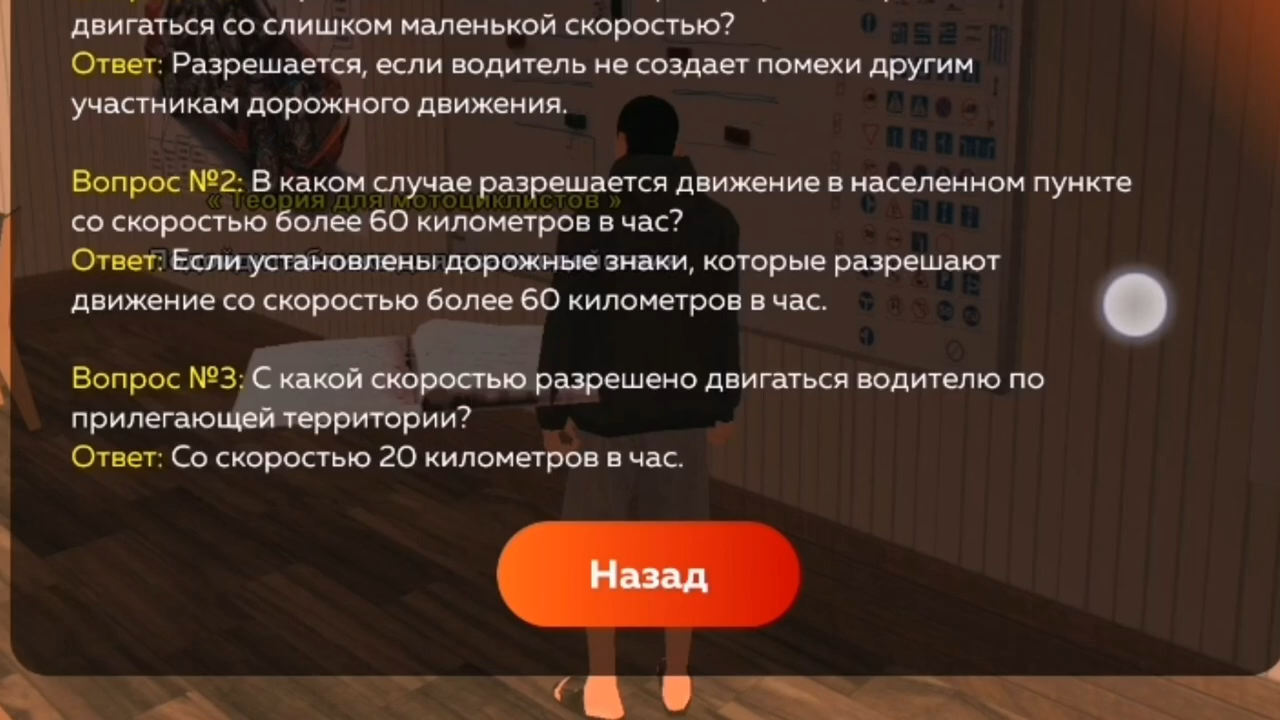 двигаться со слишком маленькой скоростью?
Ответ: Разрешается, если водитель не создает помехи другим
участникам дорожного движения.
Вопрос №2: В каком случае разрешается движение в населенном пункте
« Теория для мотоциклистов »
со скоростью более 60 километров в час?
Ответ: Если установлены дорожные знаки, которые разрешают
движение со скоростью более 60 километров в час.
Вопрос №3: С какой скоростью разрешено двигаться водителю по
прилегающей территории?
Ответ: Со скоростью 20 километров в час.
Назад